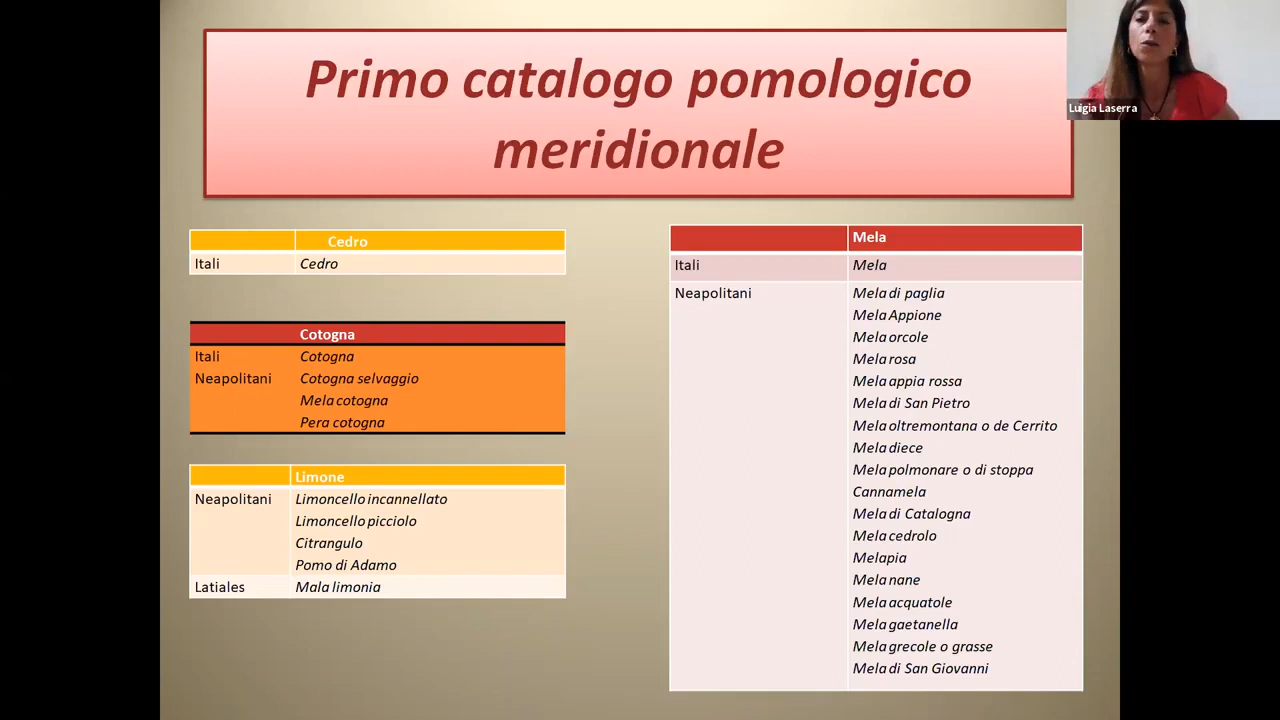 Primo catalogo pomologico
meridionale
Luigia Laserra
Cedro
Itali Cedro
Cotogna
Itali Cotogna
Neapolitani Cotogna selvaggio
Mela cotogna
Pera cotogna
Limone
Neapolitani Limoncello incannellato
Limoncello picciolo
Citrangulo
Pomo di Adamo
Latiales Mala limonia
Mela
Itali Mela
Neapolitani Mela di paglia
Mela Appione
Mela orcole
Mela rosa
Mela appia rossa
Mela di San Pietro
Mela oltremontana o de Cerrito
Mela diece
Mela polmonare o di stoppa
Cannamela
Mela di Catalogna
Mela cedrolo
Melapia
Mela nane
Mela acquatole
Mela gaetanella
Mela grecole o grasse
Mela di San Giovanni